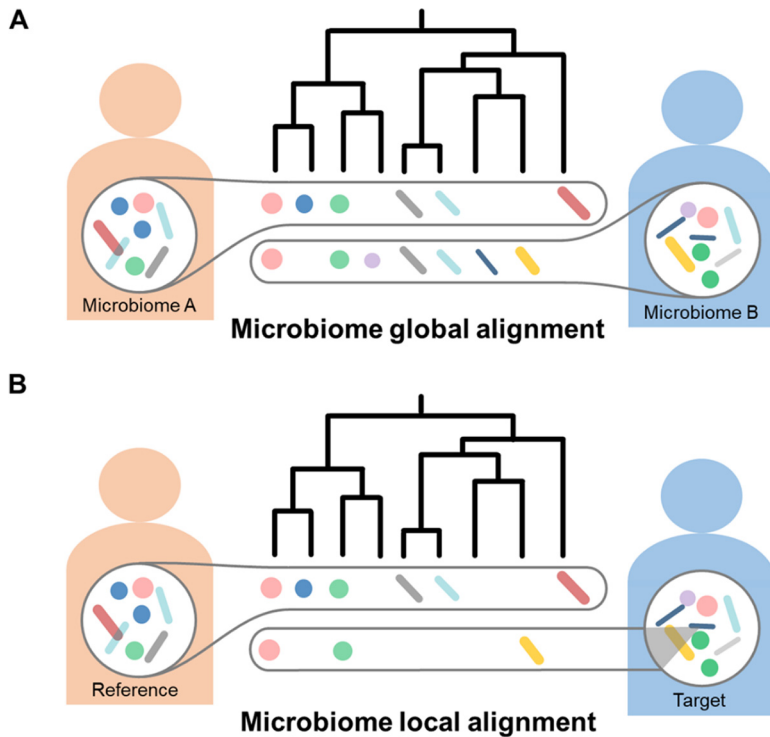 A
Microbiome A
Microbiome B
Microbiome global alignment
B
Reference
Target
Microbiome local alignment